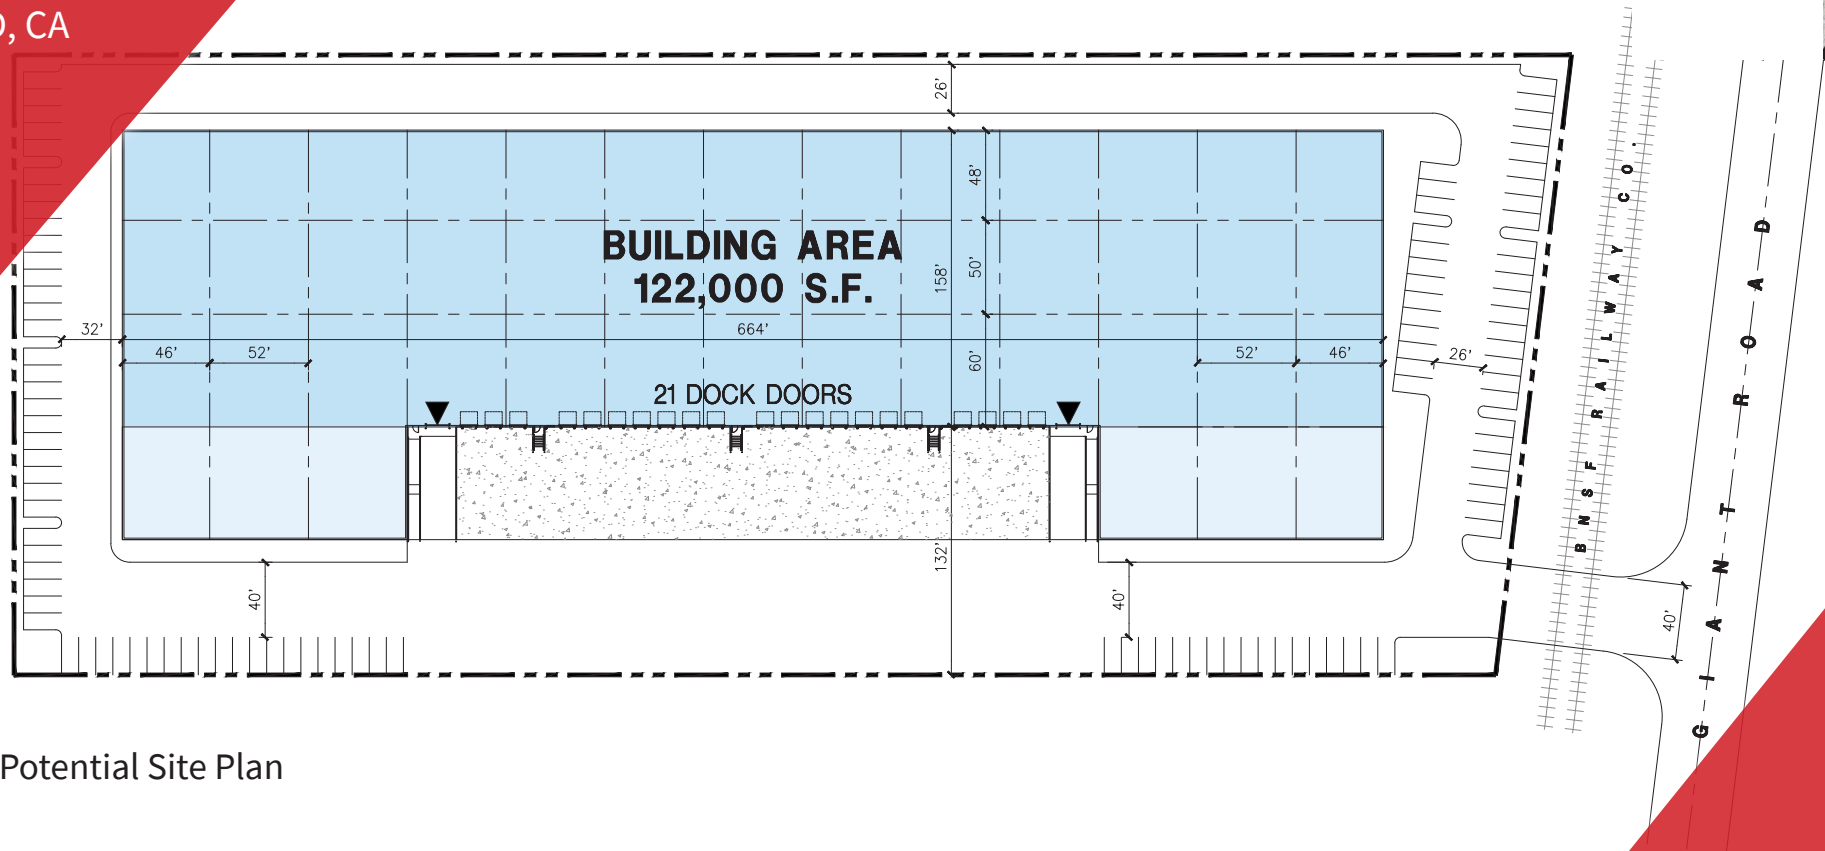 , CA
26'
48'
BUILDING AREA
122,000 S.F.
158'
50'
32'
664'
46'
52'
60'
52'
46'
26'
21 DOCK DOORS
132'
40'
40'
40'
BNSF RAILWAY CO.
GIANT ROAD
Potential Site Plan